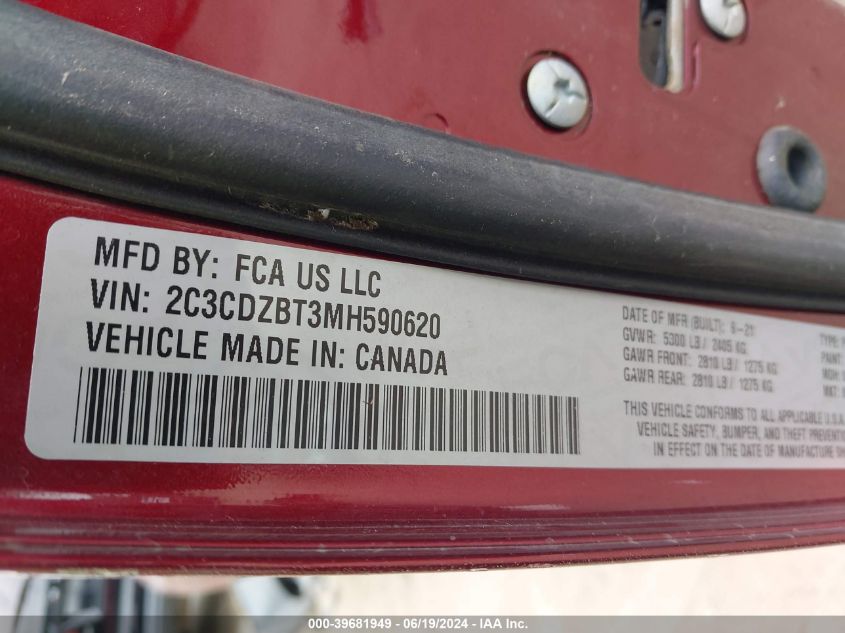 MFD BY: FCA US LLC
VIN: 2C3CDZBT3MH590620
VEHICLE MADE IN: CANADA
DATE OF MFR (BUILT): 6-21
GVWR: 5300 LB / 2405 KG
GAWR FRONT: 2810 LB / 1275 KG
GAWR REAR: 2810 LB / 1275 KG
TYPE:
PAINT:
MDH:
THIS VEHICLE CONFORMS TO ALL APPLICABLE U.S.A.
VEHICLE SAFETY, BUMPER, AND THEFT PREVENTI
IN EFFECT ON THE DATE OF MANUFACTURE SH
000-39681949 - 06/19/2024 - IAA Inc.